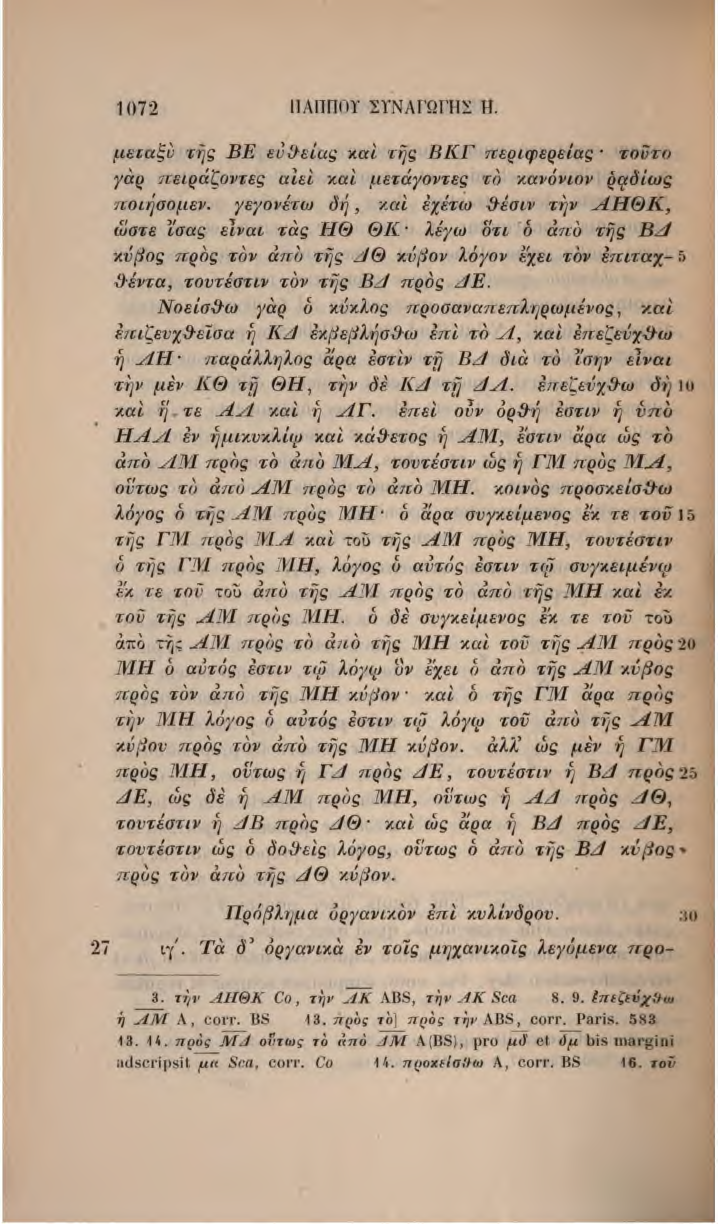 1072 ΠΑΠΠΟΥ ΣΥΝΑΓΩΓΗΣ Η.
μεταξὺ τῆς ΒΕ εὐθείας καὶ τῆς ΒΚΓ περιφερείας· τοῦτο
γὰρ πειράζοντες αἰεὶ καὶ μετάγοντες τὸ κανόνιον ῥᾳδίως
ποιήσομεν. γεγονέτω δή, καὶ ἐχέτω θέσιν τὴν ΑΗΘΚ,
ὥστε ἴσας εἶναι τὰς ΗΘ ΘΚ· λέγω ὅτι ὁ ἀπὸ τῆς ΒΔ
κύβος πρὸς τὸν ἀπὸ τῆς ΔΘ κύβον λόγον ἔχει τὸν ἐπιταχ- 5
θέντα, τουτέστιν τὸν τῆς ΒΔ πρὸς ΔΕ.
Νοείσθω γὰρ ὁ κύκλος προσαναπεπληρωμένος, καὶ
ἐπιζευχθεῖσα ἡ ΚΔ ἐκβεβλήσθω ἐπὶ τὸ Λ, καὶ ἐπεζεύχθω
ἡ ΛΗ· παράλληλος ἄρα ἐστὶν τῇ ΒΔ διὰ τὸ ἴσην εἶναι
τὴν μὲν ΚΘ τῇ ΘΗ, τὴν δὲ ΚΔ τῇ ΔΛ. ἐπεζεύχθω δὴ 10
καὶ ἥ τε ΑΛ καὶ ἡ ΛΓ. ἐπεὶ οὖν ὀρθή ἐστιν ἡ ὑπὸ
ΗΑΛ ἐν ἡμικυκλίῳ καὶ κάθετος ἡ ΑΜ, ἔστιν ἄρα ὡς τὸ
ἀπὸ ΛΜ πρὸς τὸ ἀπὸ ΜΑ, τουτέστιν ὡς ἡ ΓΜ πρὸς ΜΑ,
οὕτως τὸ ἀπὸ ΑΜ πρὸς τὸ ἀπὸ ΜΗ. κοινὸς προσκείσθω
λόγος ὁ τῆς ΑΜ πρὸς ΜΗ· ὁ ἄρα συγκείμενος ἔκ τε τοῦ 15
τῆς ΓΜ πρὸς ΜΑ καὶ τοῦ τῆς ΑΜ πρὸς ΜΗ, τουτέστιν
ὁ τῆς ΓΜ πρὸς ΜΗ, λόγος ὁ αὐτός ἐστιν τῷ συγκειμένῳ
ἔκ τε τοῦ τοῦ ἀπὸ τῆς ΑΜ πρὸς τὸ ἀπὸ τῆς ΜΗ καὶ ἐκ
τοῦ τῆς ΑΜ πρὸς ΜΗ. ὁ δὲ συγκείμενος ἔκ τε τοῦ τοῦ
ἀπὸ τῆς ΑΜ πρὸς τὸ ἀπὸ τῆς ΜΗ καὶ τοῦ τῆς ΑΜ πρὸς 20
ΜΗ ὁ αὐτός ἐστιν τῷ λόγῳ ὃν ἔχει ὁ ἀπὸ τῆς ΑΜ κύβος
πρὸς τὸν ἀπὸ τῆς ΜΗ κύβον· καὶ ὁ τῆς ΓΜ ἄρα πρὸς
τὴν ΜΗ λόγος ὁ αὐτός ἐστιν τῷ λόγῳ τοῦ ἀπὸ τῆς ΑΜ
κύβου πρὸς τὸν ἀπὸ τῆς ΜΗ κύβον. ἀλλ᾽ ὡς μὲν ἡ ΓΜ
πρὸς ΜΗ, οὕτως ἡ ΓΔ πρὸς ΔΕ, τουτέστιν ἡ ΒΔ πρὸς 25
ΔΕ, ὡς δὲ ἡ ΑΜ πρὸς ΜΗ, οὕτως ἡ ΑΔ πρὸς ΔΘ,
τουτέστιν ἡ ΔΒ πρὸς ΔΘ· καὶ ὡς ἄρα ἡ ΒΔ πρὸς ΔΕ,
τουτέστιν ὡς ὁ δοθεὶς λόγος, οὕτως ὁ ἀπὸ τῆς ΒΔ κύβος
πρὸς τὸν ἀπὸ τῆς ΔΘ κύβον.
Πρόβλημα ὀργανικὸν ἐπὶ κυλίνδρου. 30
27 ιγ΄. Τὰ δ᾽ ὀργανικὰ ἐν τοῖς μηχανικοῖς λεγόμενα προ-
3. τὴν ΑΗΘΚ Co, τὴν ΔΚ ABS, τὴν ΑΚ Sca 8. 9. ἐπεζεύχθω
ἡ ΛΜ A, corr. BS 13. πρὸς τὸ] πρὸς τὴν ABS, corr. Paris. 583
13. 14. πρὸς ΜΔ οὕτως τὸ ἀπὸ ΔΜ A(BS), pro μδ et δμ bis margini
adscripsit μα Sca, corr. Co 14. προκείσθω A, corr. BS 16. τοῦ